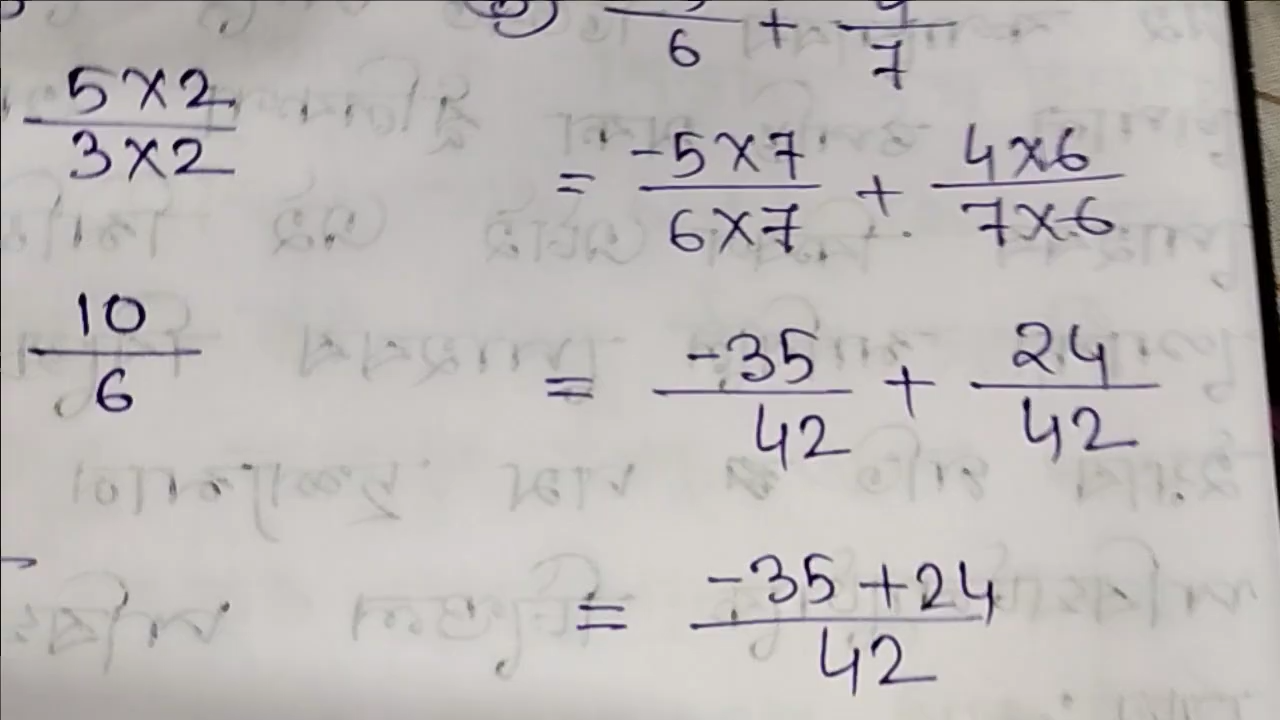 6 + 7
5×2 / 3×2
= -5×7 / 6×7 + 4×6 / 7×6
10 / 6
= -35 / 42 + 24 / 42
= -35+24 / 42